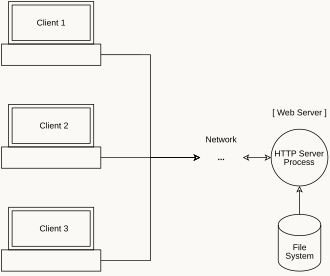 Client 1
[ Web Server ]
Client 2
Network
...
HTTP Server
Process
Client 3
File
System